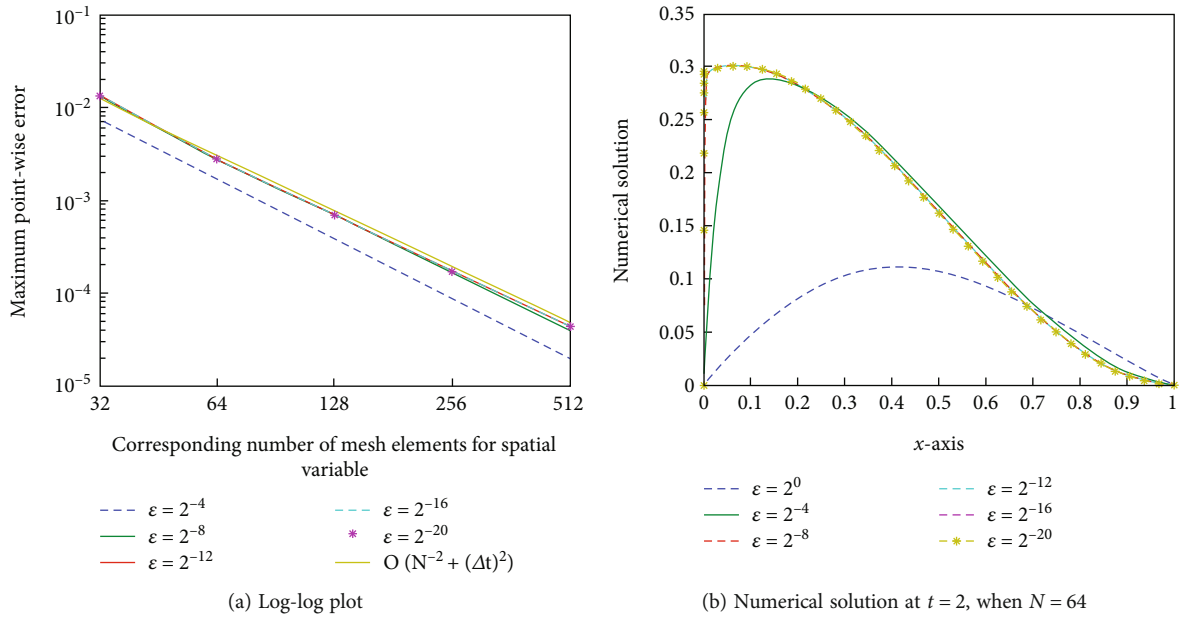 10⁻¹
10⁻²
10⁻³
10⁻⁴
10⁻⁵
Maximum point-wise error
32
64
128
256
512
Corresponding number of mesh elements for spatial
variable
ε = 2⁻⁴
ε = 2⁻⁸
ε = 2⁻¹²
ε = 2⁻¹⁶
ε = 2⁻²⁰
O (N⁻² + (Δt)²)
(a) Log-log plot
0.35
0.3
0.25
0.2
0.15
0.1
0.05
0
Numerical solution
0
0.1
0.2
0.3
0.4
0.5
0.6
0.7
0.8
0.9
1
x-axis
ε = 2⁰
ε = 2⁻⁴
ε = 2⁻⁸
ε = 2⁻¹²
ε = 2⁻¹⁶
ε = 2⁻²⁰
(b) Numerical solution at t = 2, when N = 64